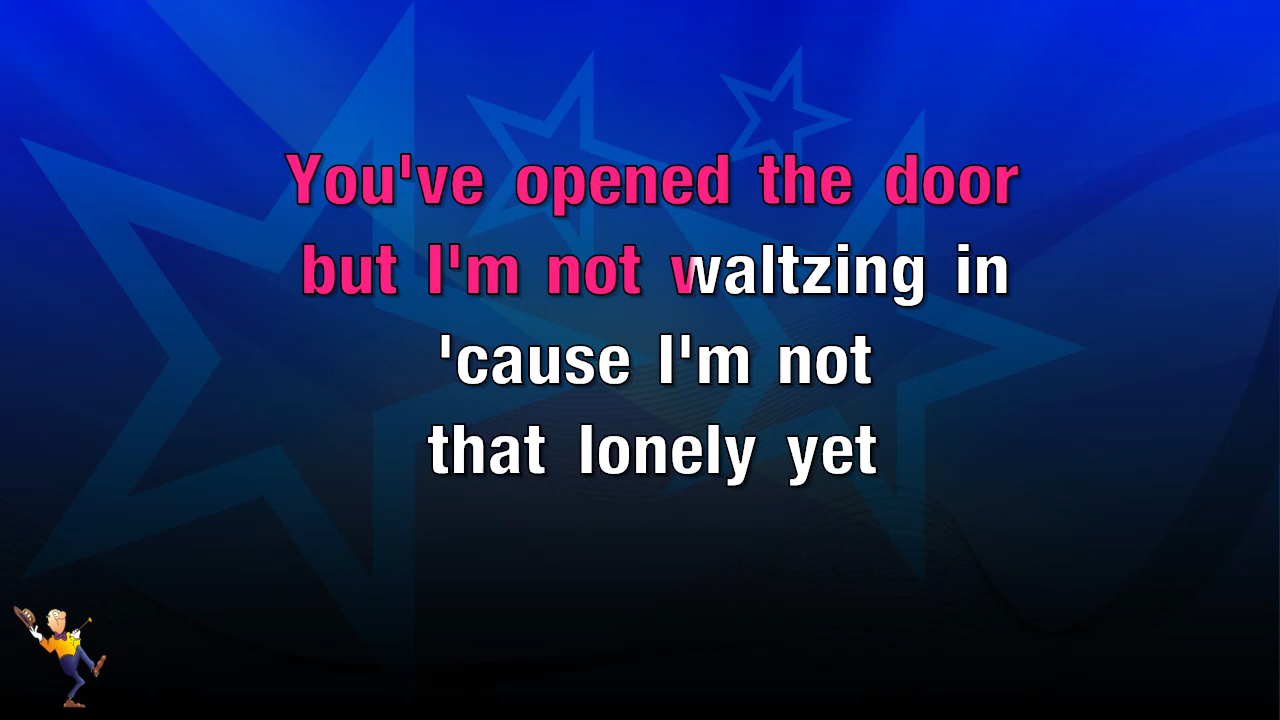 You've opened the door
but I'm not waltzing in
'cause I'm not
that lonely yet